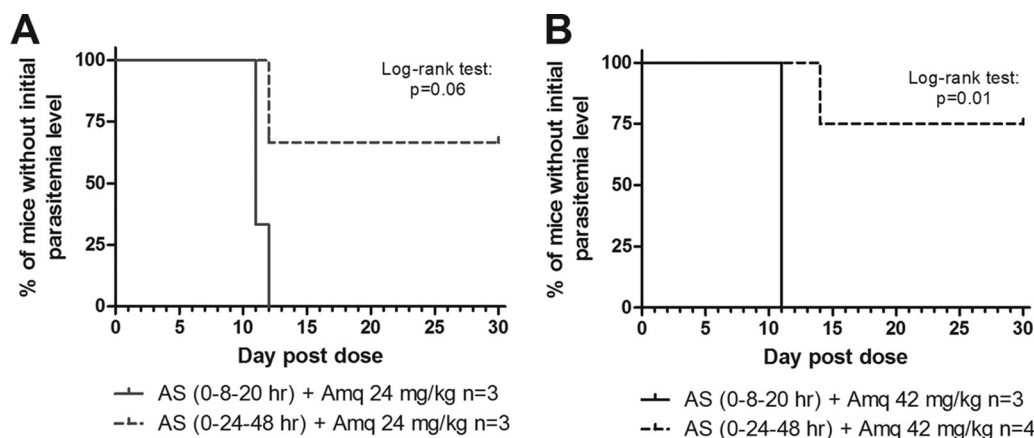 A
% of mice without initial
parasitemia level
100
75
50
25
0
Log-rank test:
p=0.06
0 5 10 15 20 25 30
Day post dose
AS (0-8-20 hr) + Amq 24 mg/kg n=3
AS (0-24-48 hr) + Amq 24 mg/kg n=3
B
% of mice without initial
parasitemia level
100
75
50
25
0
Log-rank test:
p=0.01
0 5 10 15 20 25 30
Day post dose
AS (0-8-20 hr) + Amq 42 mg/kg n=3
AS (0-24-48 hr) + Amq 42 mg/kg n=4